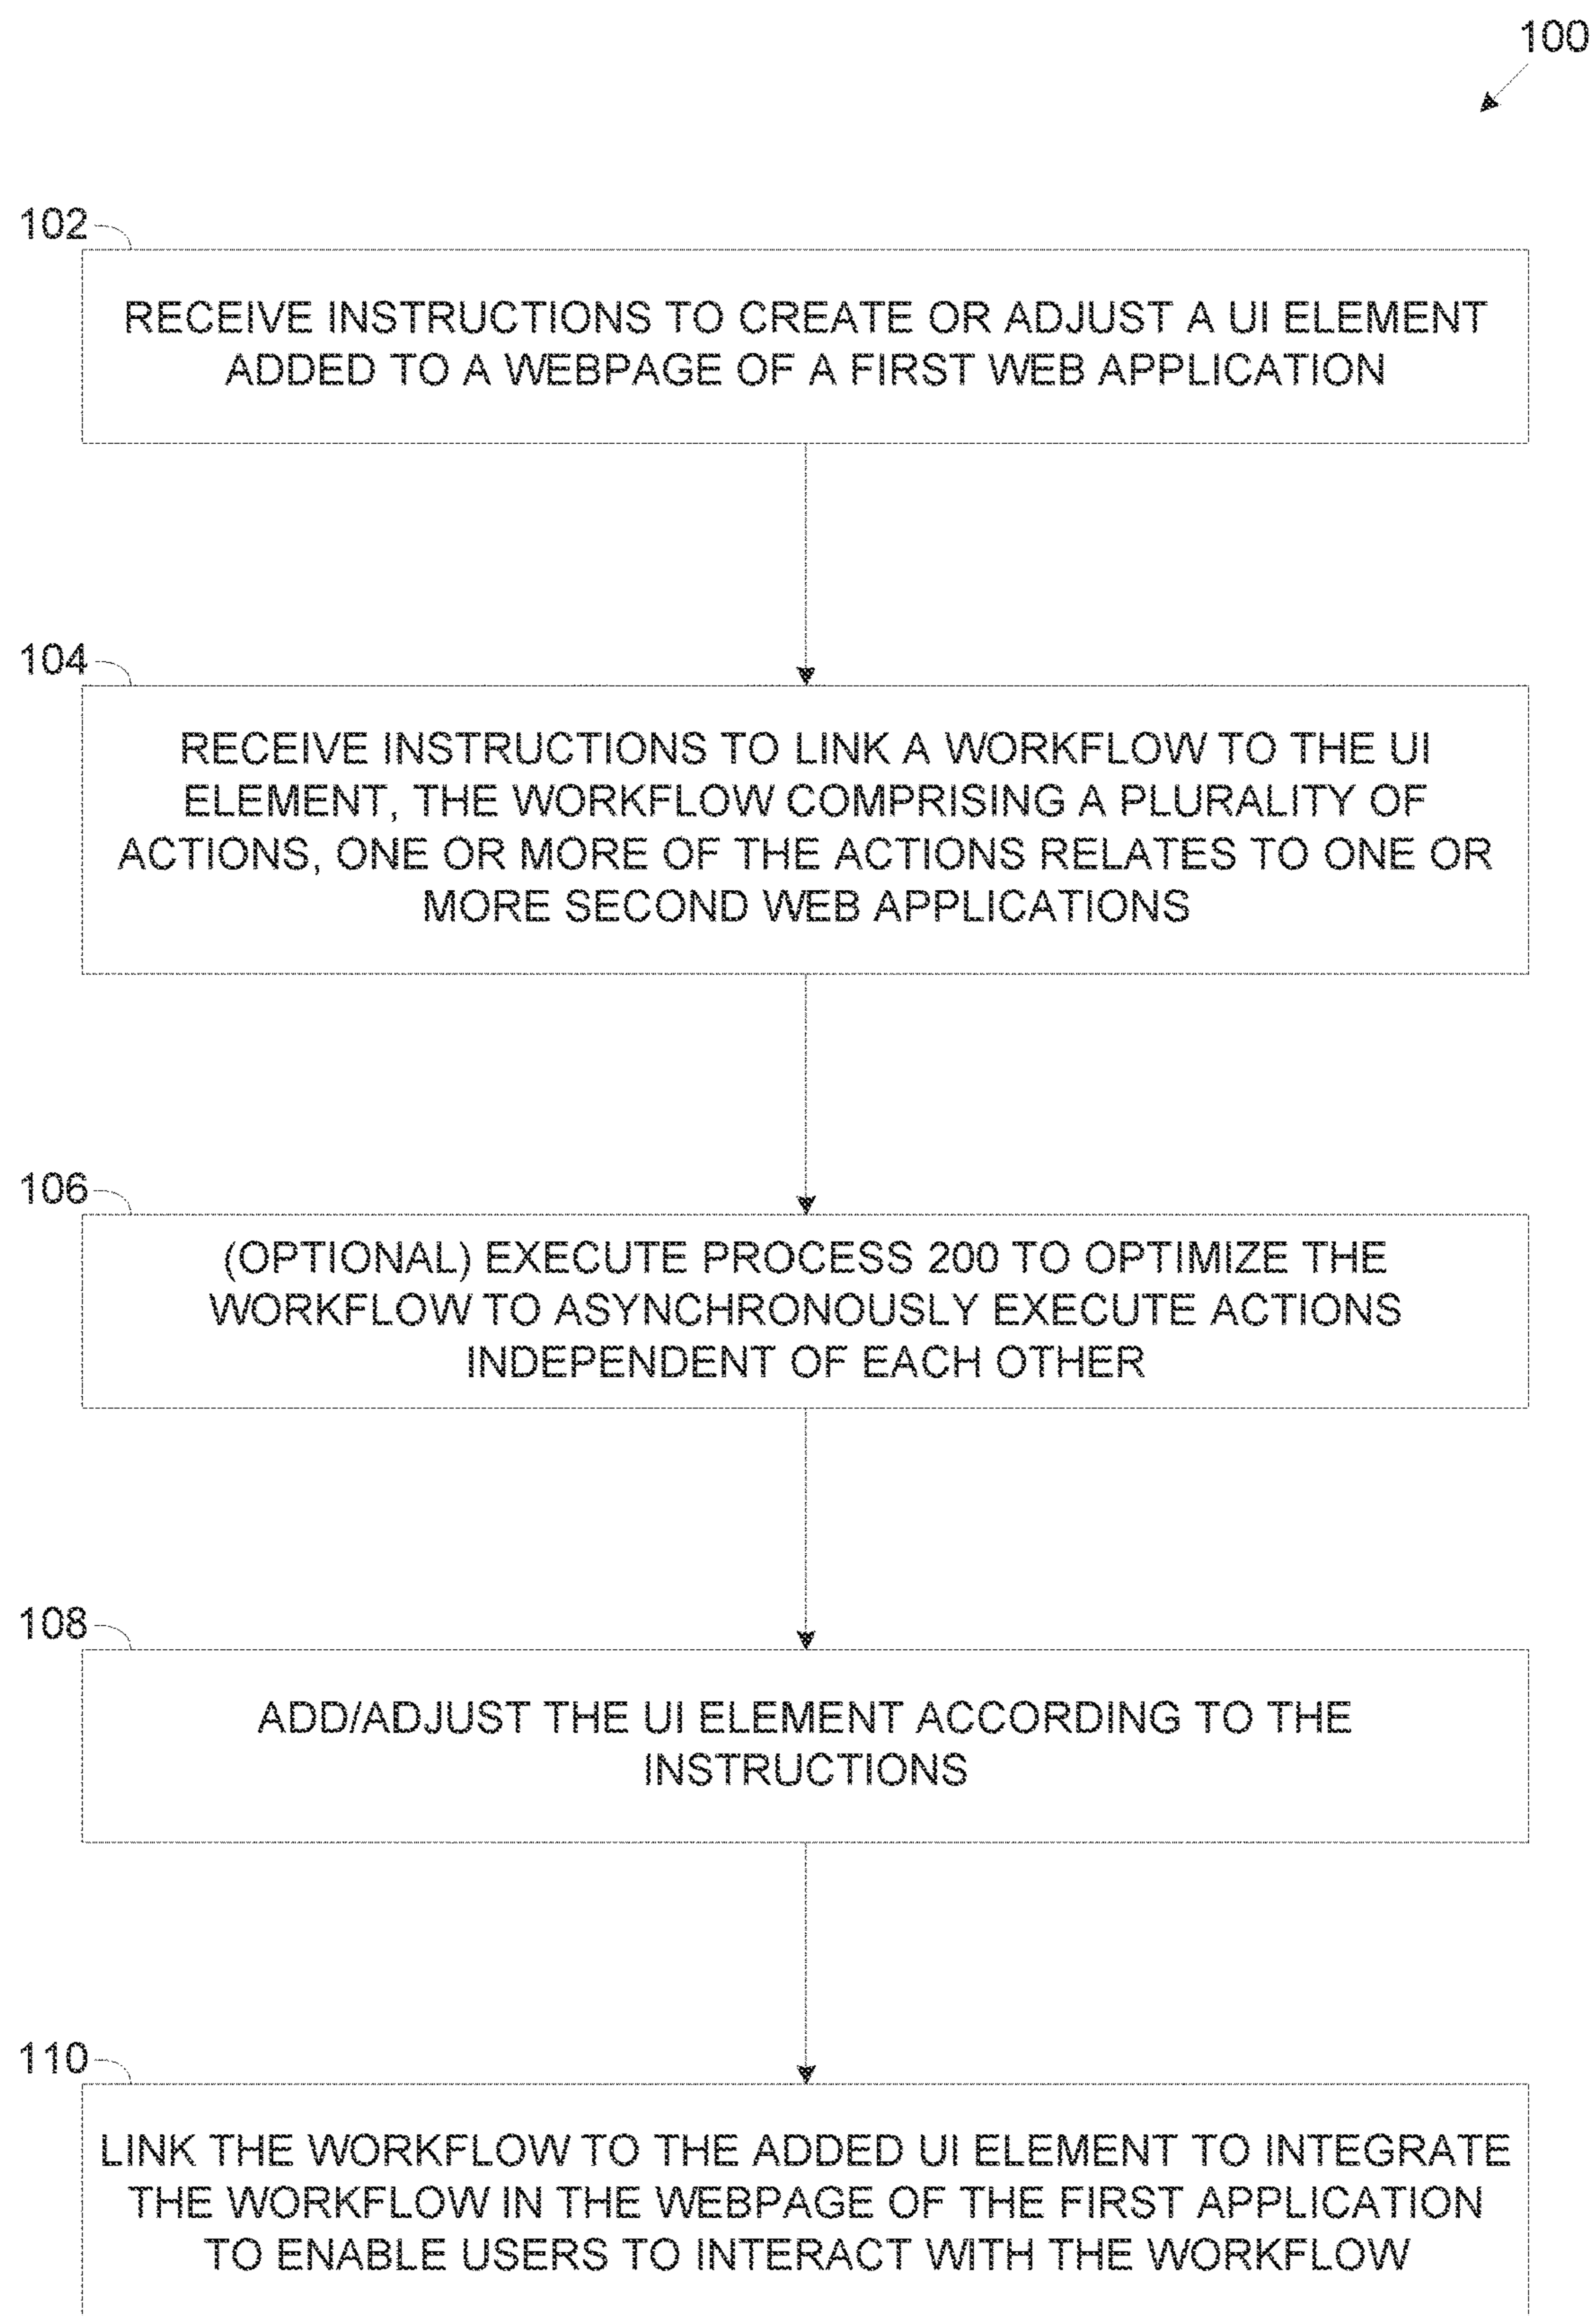 100
102
RECEIVE INSTRUCTIONS TO CREATE OR ADJUST A UI ELEMENT
ADDED TO A WEBPAGE OF A FIRST WEB APPLICATION
104
RECEIVE INSTRUCTIONS TO LINK A WORKFLOW TO THE UI
ELEMENT, THE WORKFLOW COMPRISING A PLURALITY OF
ACTIONS, ONE OR MORE OF THE ACTIONS RELATES TO ONE OR
MORE SECOND WEB APPLICATIONS
106
(OPTIONAL) EXECUTE PROCESS 200 TO OPTIMIZE THE
WORKFLOW TO ASYNCHRONOUSLY EXECUTE ACTIONS
INDEPENDENT OF EACH OTHER
108
ADD/ADJUST THE UI ELEMENT ACCORDING TO THE
INSTRUCTIONS
110
LINK THE WORKFLOW TO THE ADDED UI ELEMENT TO INTEGRATE
THE WORKFLOW IN THE WEBPAGE OF THE FIRST APPLICATION
TO ENABLE USERS TO INTERACT WITH THE WORKFLOW